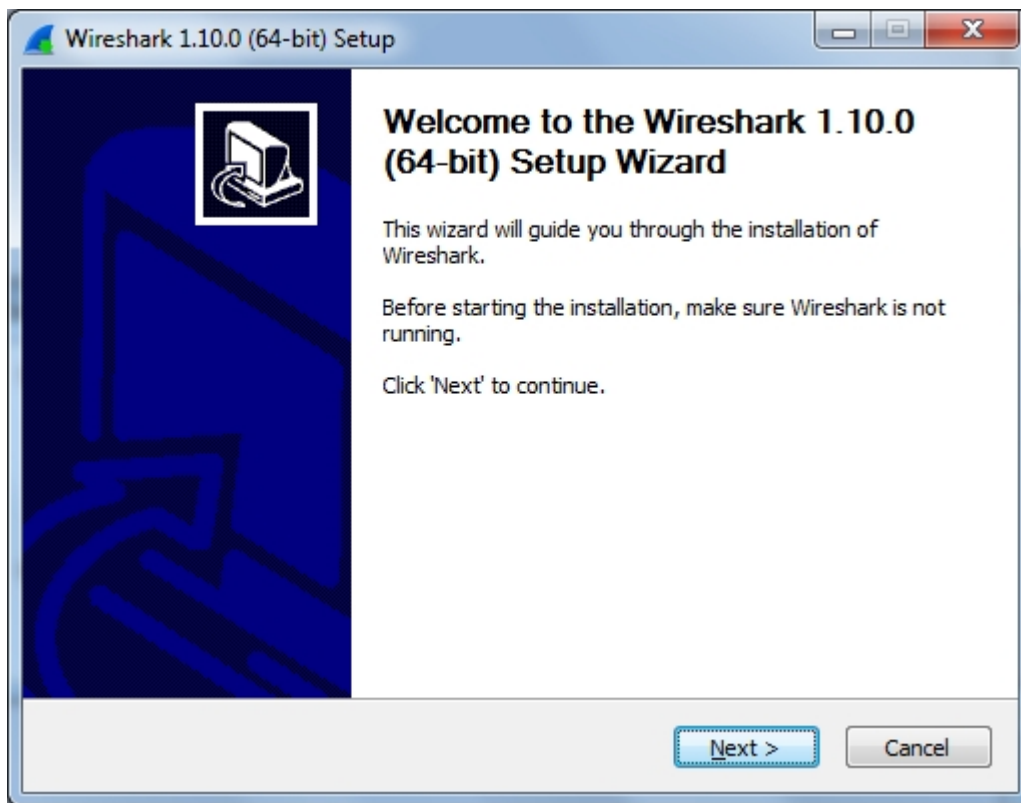 Wireshark 1.10.0 (64-bit) Setup
Welcome to the Wireshark 1.10.0
(64-bit) Setup Wizard
This wizard will guide you through the installation of
Wireshark.
Before starting the installation, make sure Wireshark is not
running.
Click 'Next' to continue.
Next >
Cancel